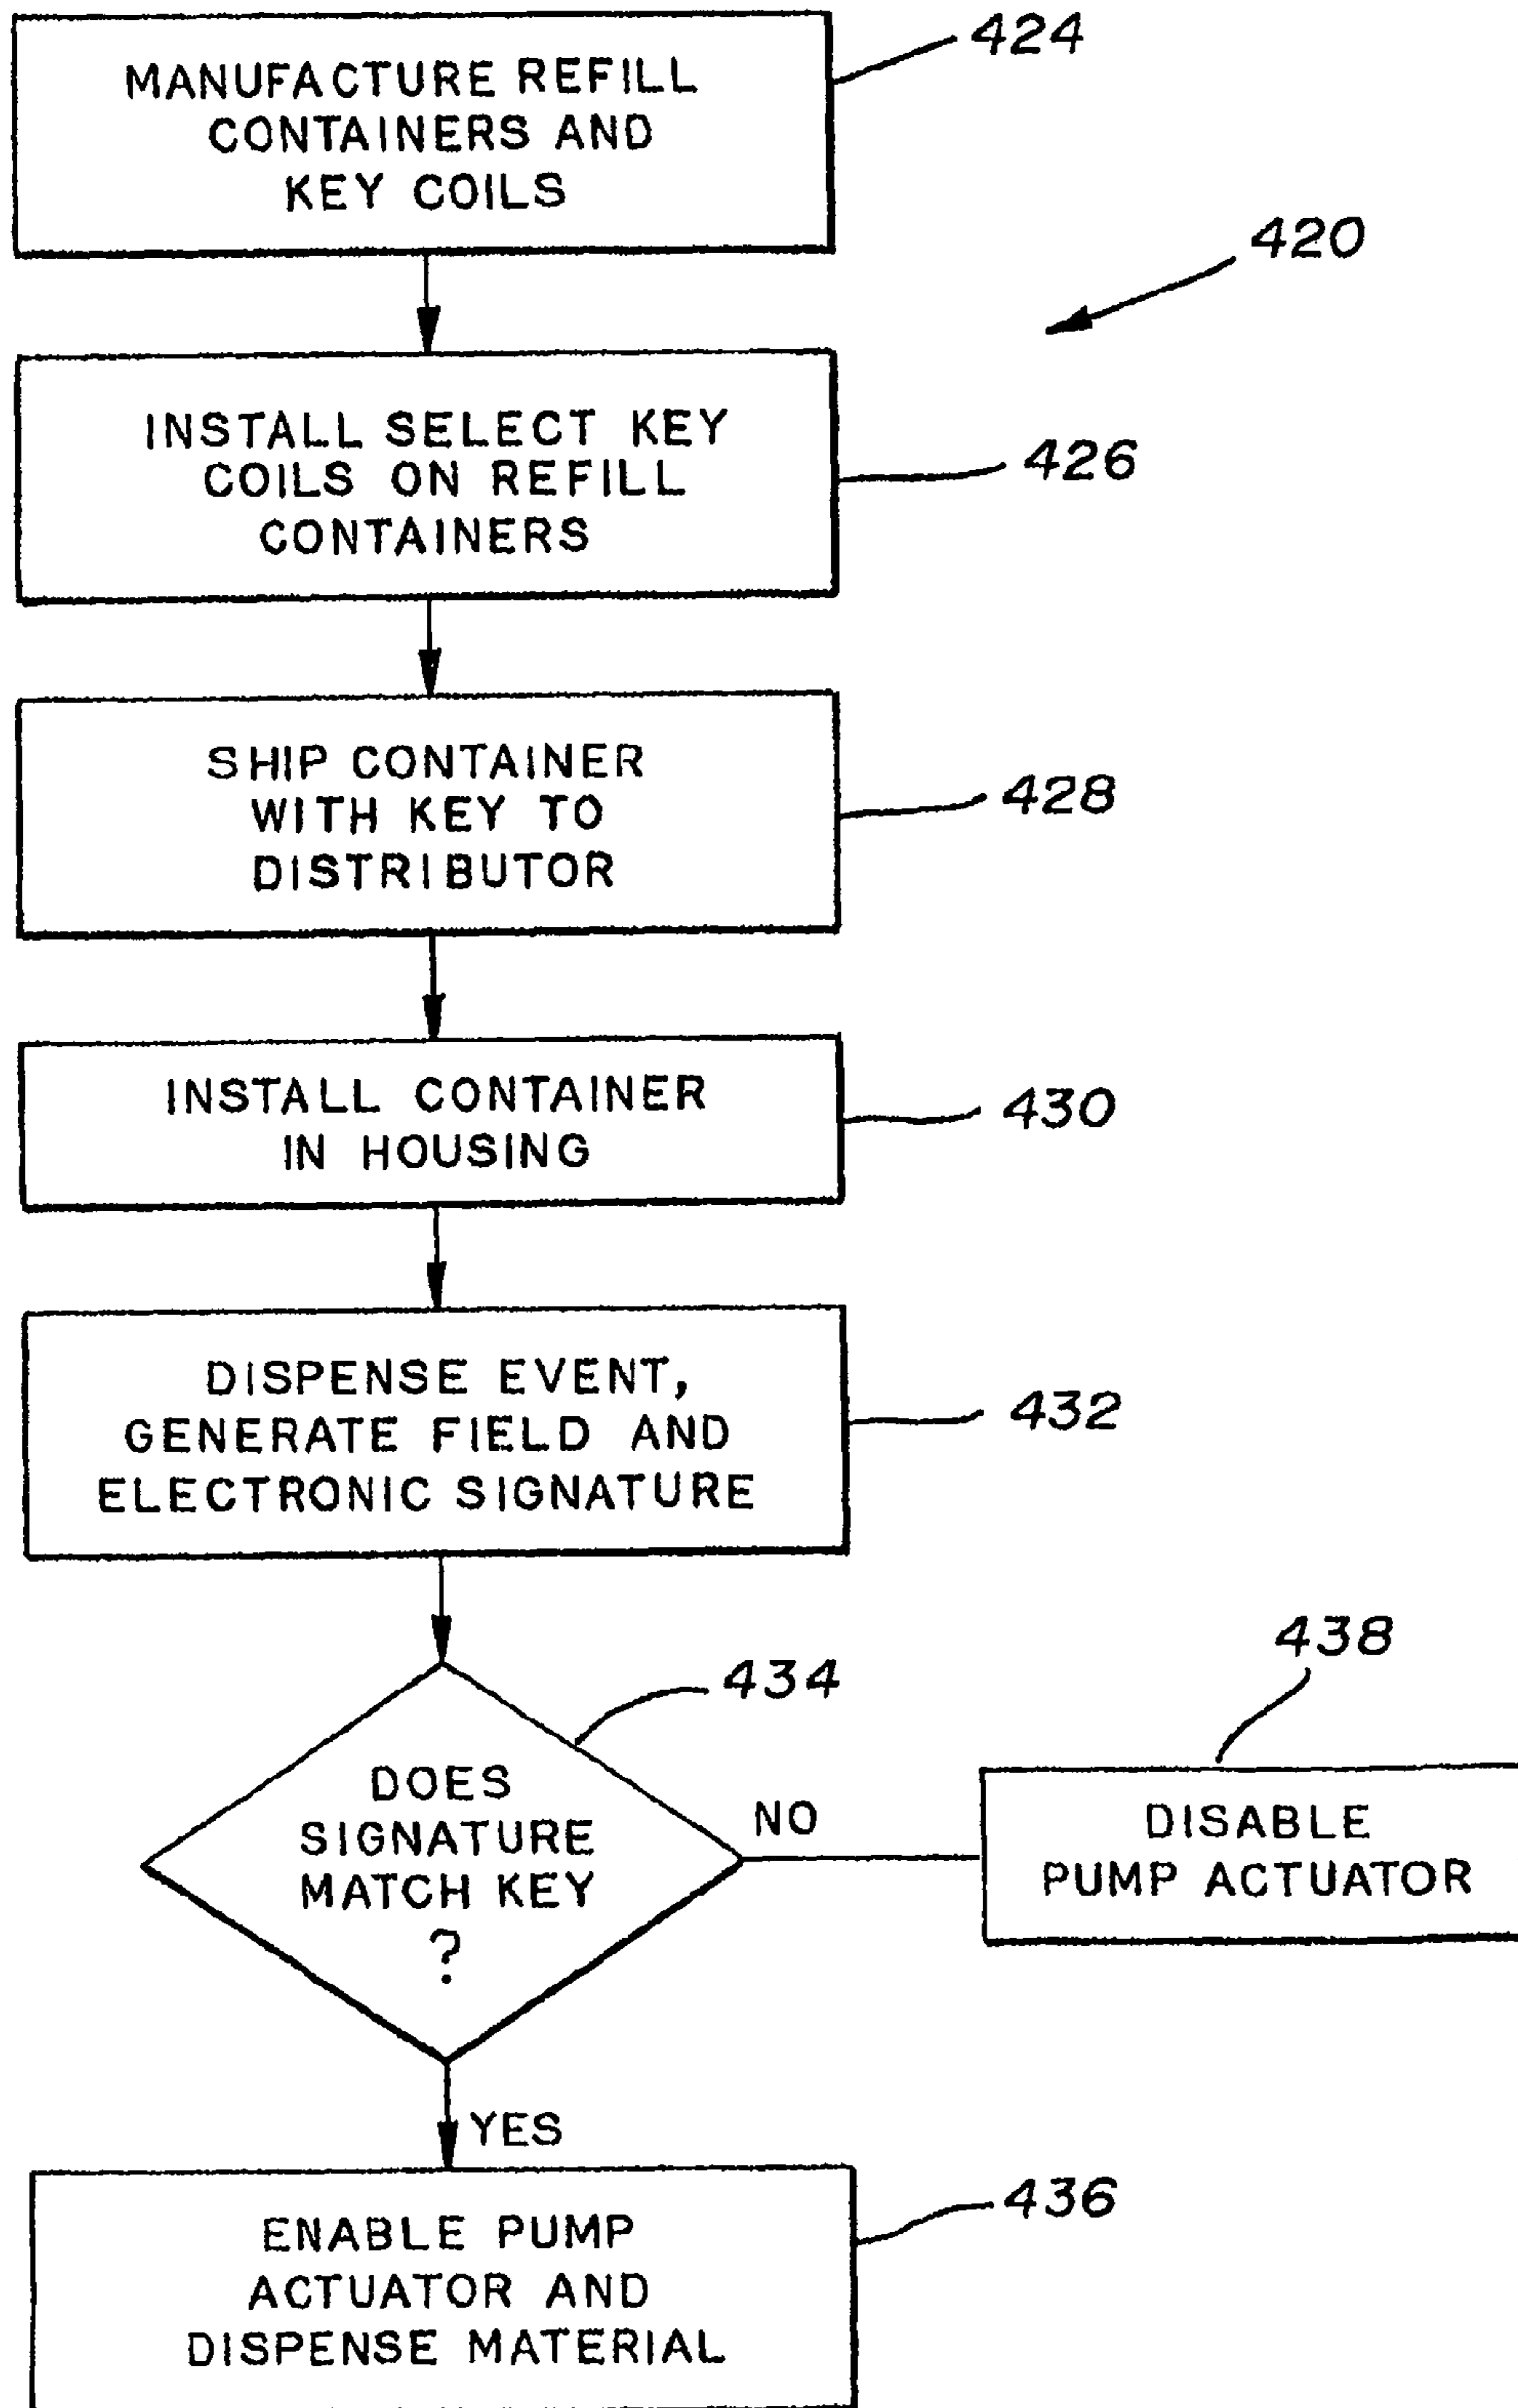 424
MANUFACTURE REFILL
CONTAINERS AND
KEY COILS
420
INSTALL SELECT KEY
COILS ON REFILL
CONTAINERS
426
SHIP CONTAINER
WITH KEY TO
DISTRIBUTOR
428
INSTALL CONTAINER
IN HOUSING
430
DISPENSE EVENT,
GENERATE FIELD AND
ELECTRONIC SIGNATURE
432
434
DOES
SIGNATURE
MATCH KEY
?
NO
438
DISABLE
PUMP ACTUATOR
YES
ENABLE PUMP
ACTUATOR AND
DISPENSE MATERIAL
436